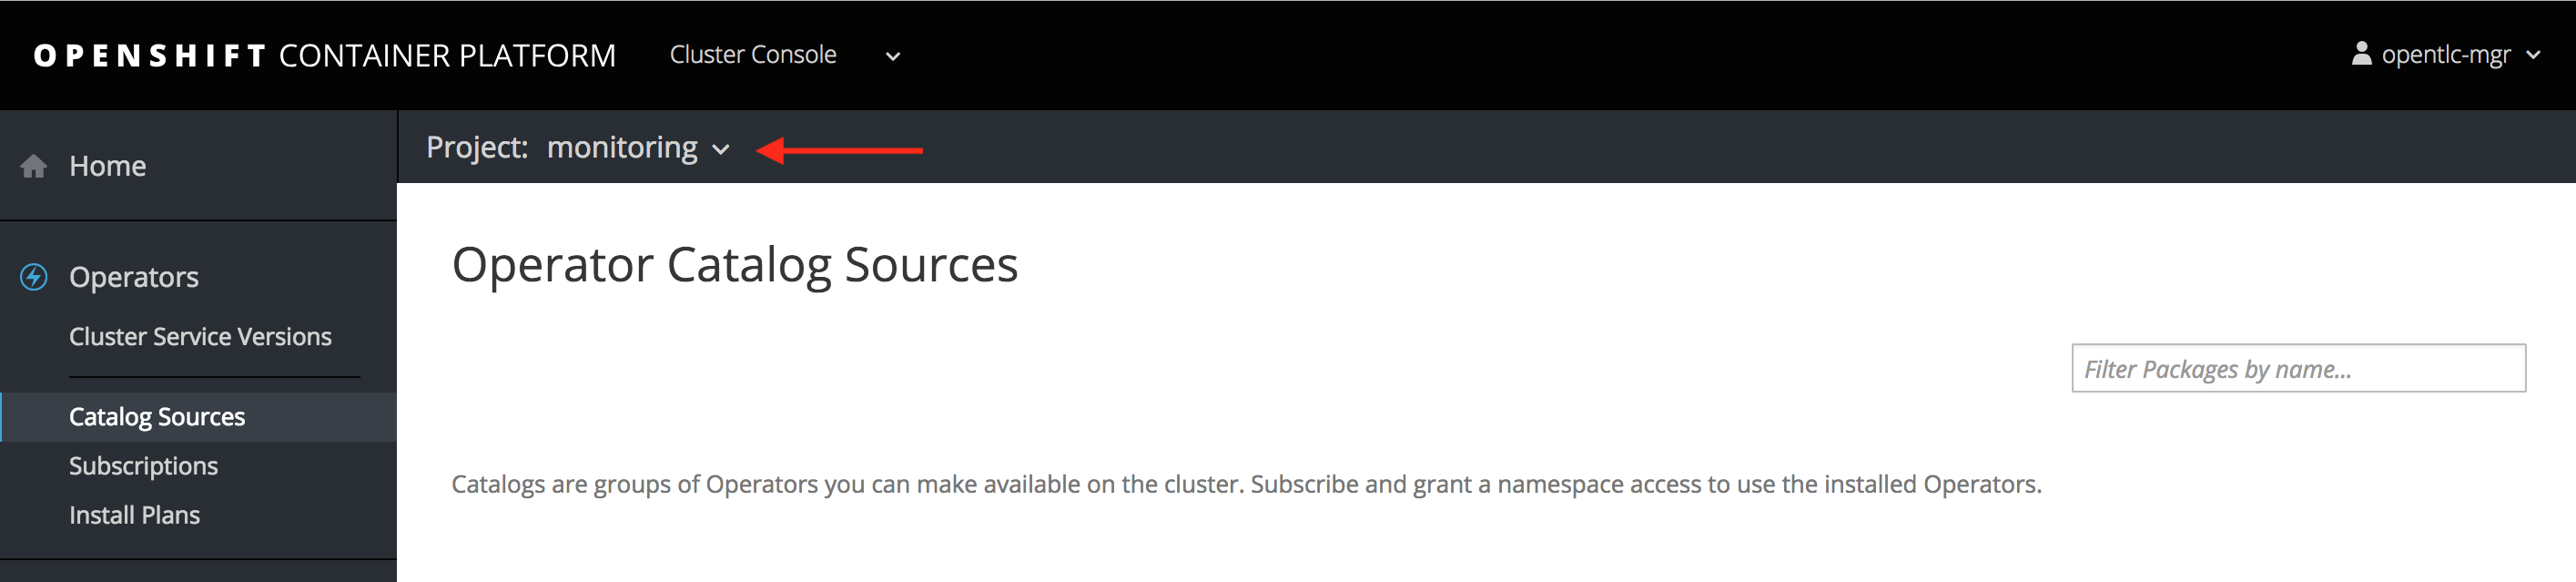 OPENSHIFT CONTAINER PLATFORM Cluster Console opentlc-mgr
Project: monitoring
Home
Operators
Cluster Service Versions
Catalog Sources
Subscriptions
Install Plans
Operator Catalog Sources
Filter Packages by name...
Catalogs are groups of Operators you can make available on the cluster. Subscribe and grant a namespace access to use the installed Operators.